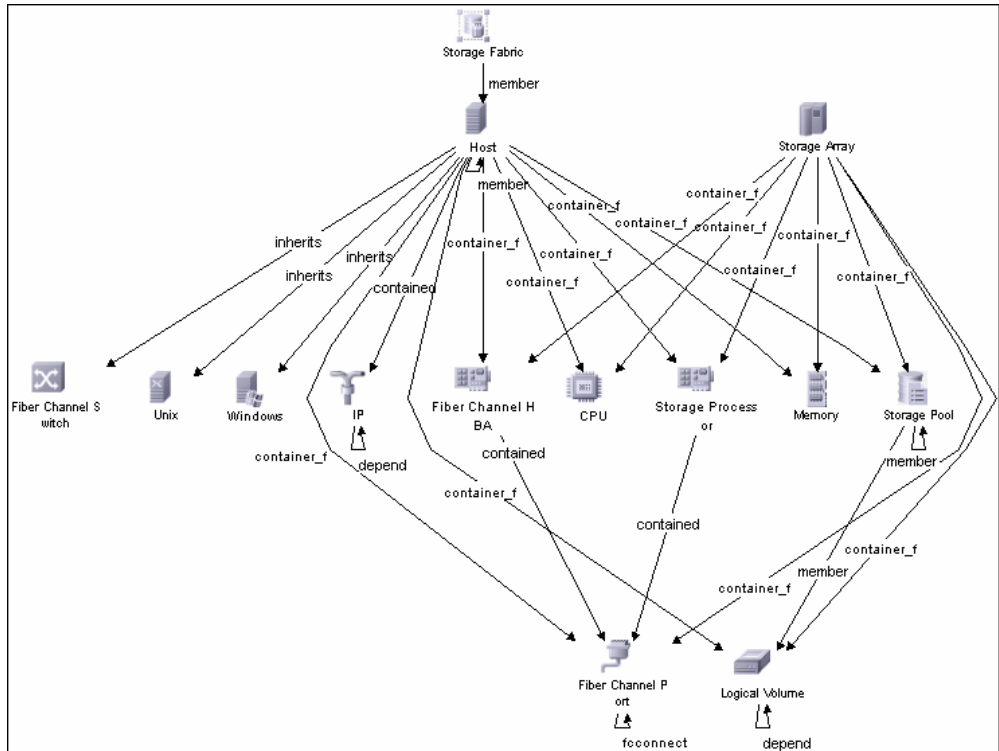 Storage Fabric
member
Host
Storage Array
member
container_f
container_f
container_f
container_f
inherits
container_f
container_f
container_f
container_f
inherits
inherits
container_f
container_f
container_f
contained
Fiber Channel S
witch
Unix
Windows
IP
Fiber Channel H
BA
CPU
Storage Process
or
Memory
Storage Pool
container_f
depend
contained
member
container_f
contained
container_f
member
container_f
Fiber Channel P
ort
Logical Volume
fcconnect
depend